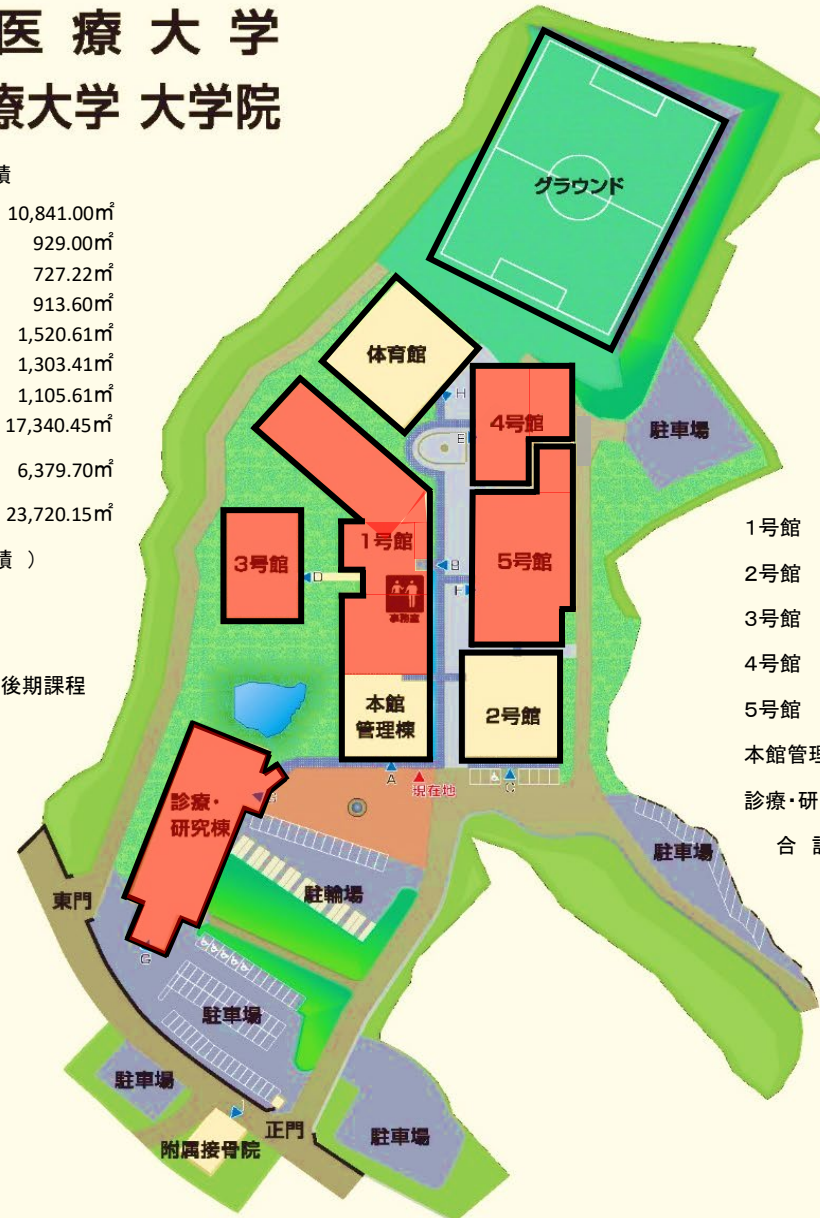 医 療 大 学
療大学 大学院
積
10,841.00㎡
929.00㎡
727.22㎡
913.60㎡
1,520.61㎡
1,303.41㎡
1,105.61㎡
17,340.45㎡
6,379.70㎡
23,720.15㎡
積 )
後期課程
グラウンド
体育館
H
4号館
E
駐車場
1号館
3号館
D
B
5号館
F
事務室
本館
管理棟
2号館
A
現在地
C
診療・
研究棟
駐輪場
駐車場
東門
G
駐車場
駐車場
正門
附属接骨院
駐車場
1号館
2号館
3号館
4号館
5号館
本館管理
診療・研
合 計